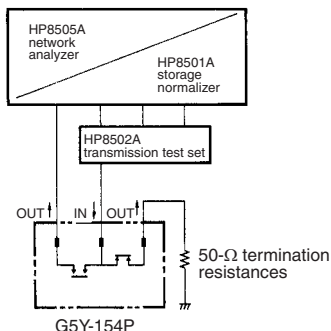 HP8505A
network
analyzer
HP8501A
storage
normalizer
HP8502A
transmission test set
OUT IN OUT
50-Ω termination
resistances
G5Y-154P